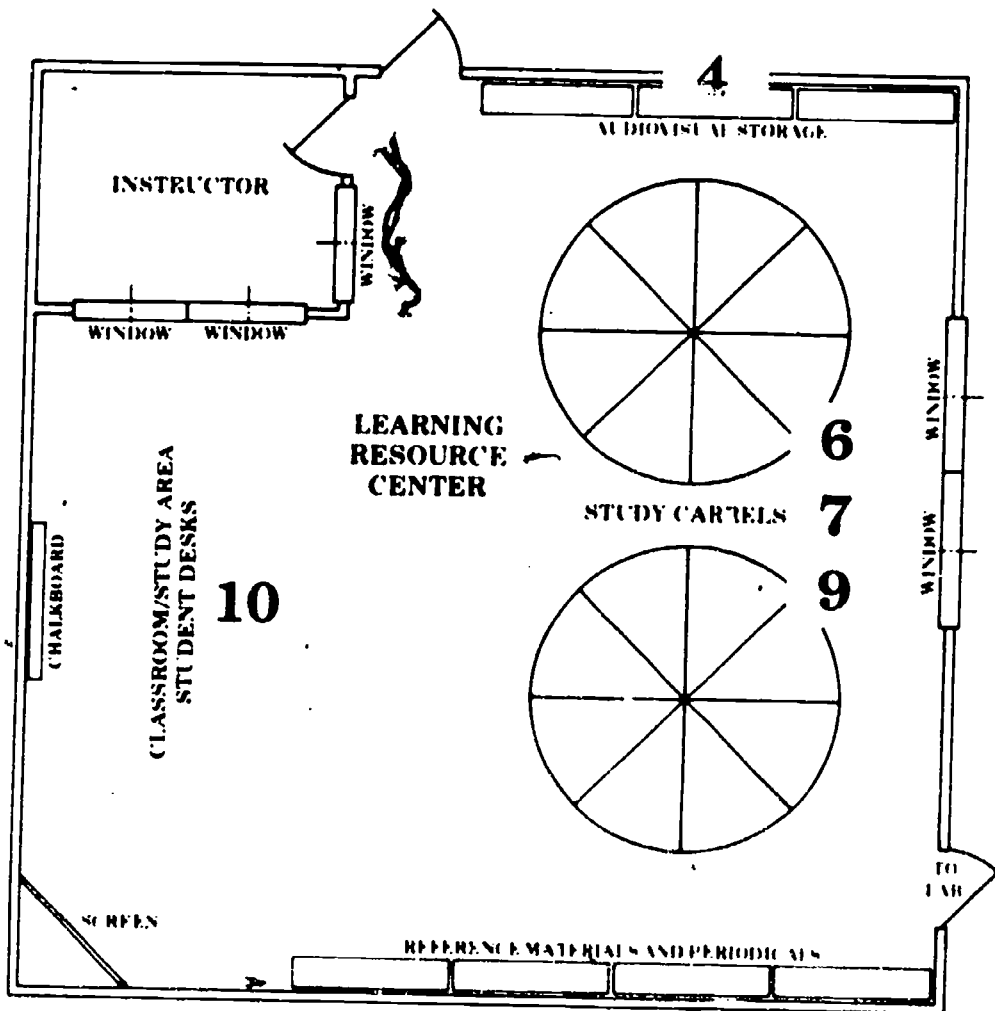 4
AUDIOVISUAL STORAGE
INSTRUCTOR
WINDOW
WINDOW
WINDOW
LEARNING
RESOURCE
CENTER
6
STUDY CARRELS
7
9
WINDOW
WINDOW
CHALKBOARD
CLASSROOM/STUDY AREA
STUDENT DESKS
10
TO
LAB
SCREEN
REFERENCE MATERIALS AND PERIODICALS